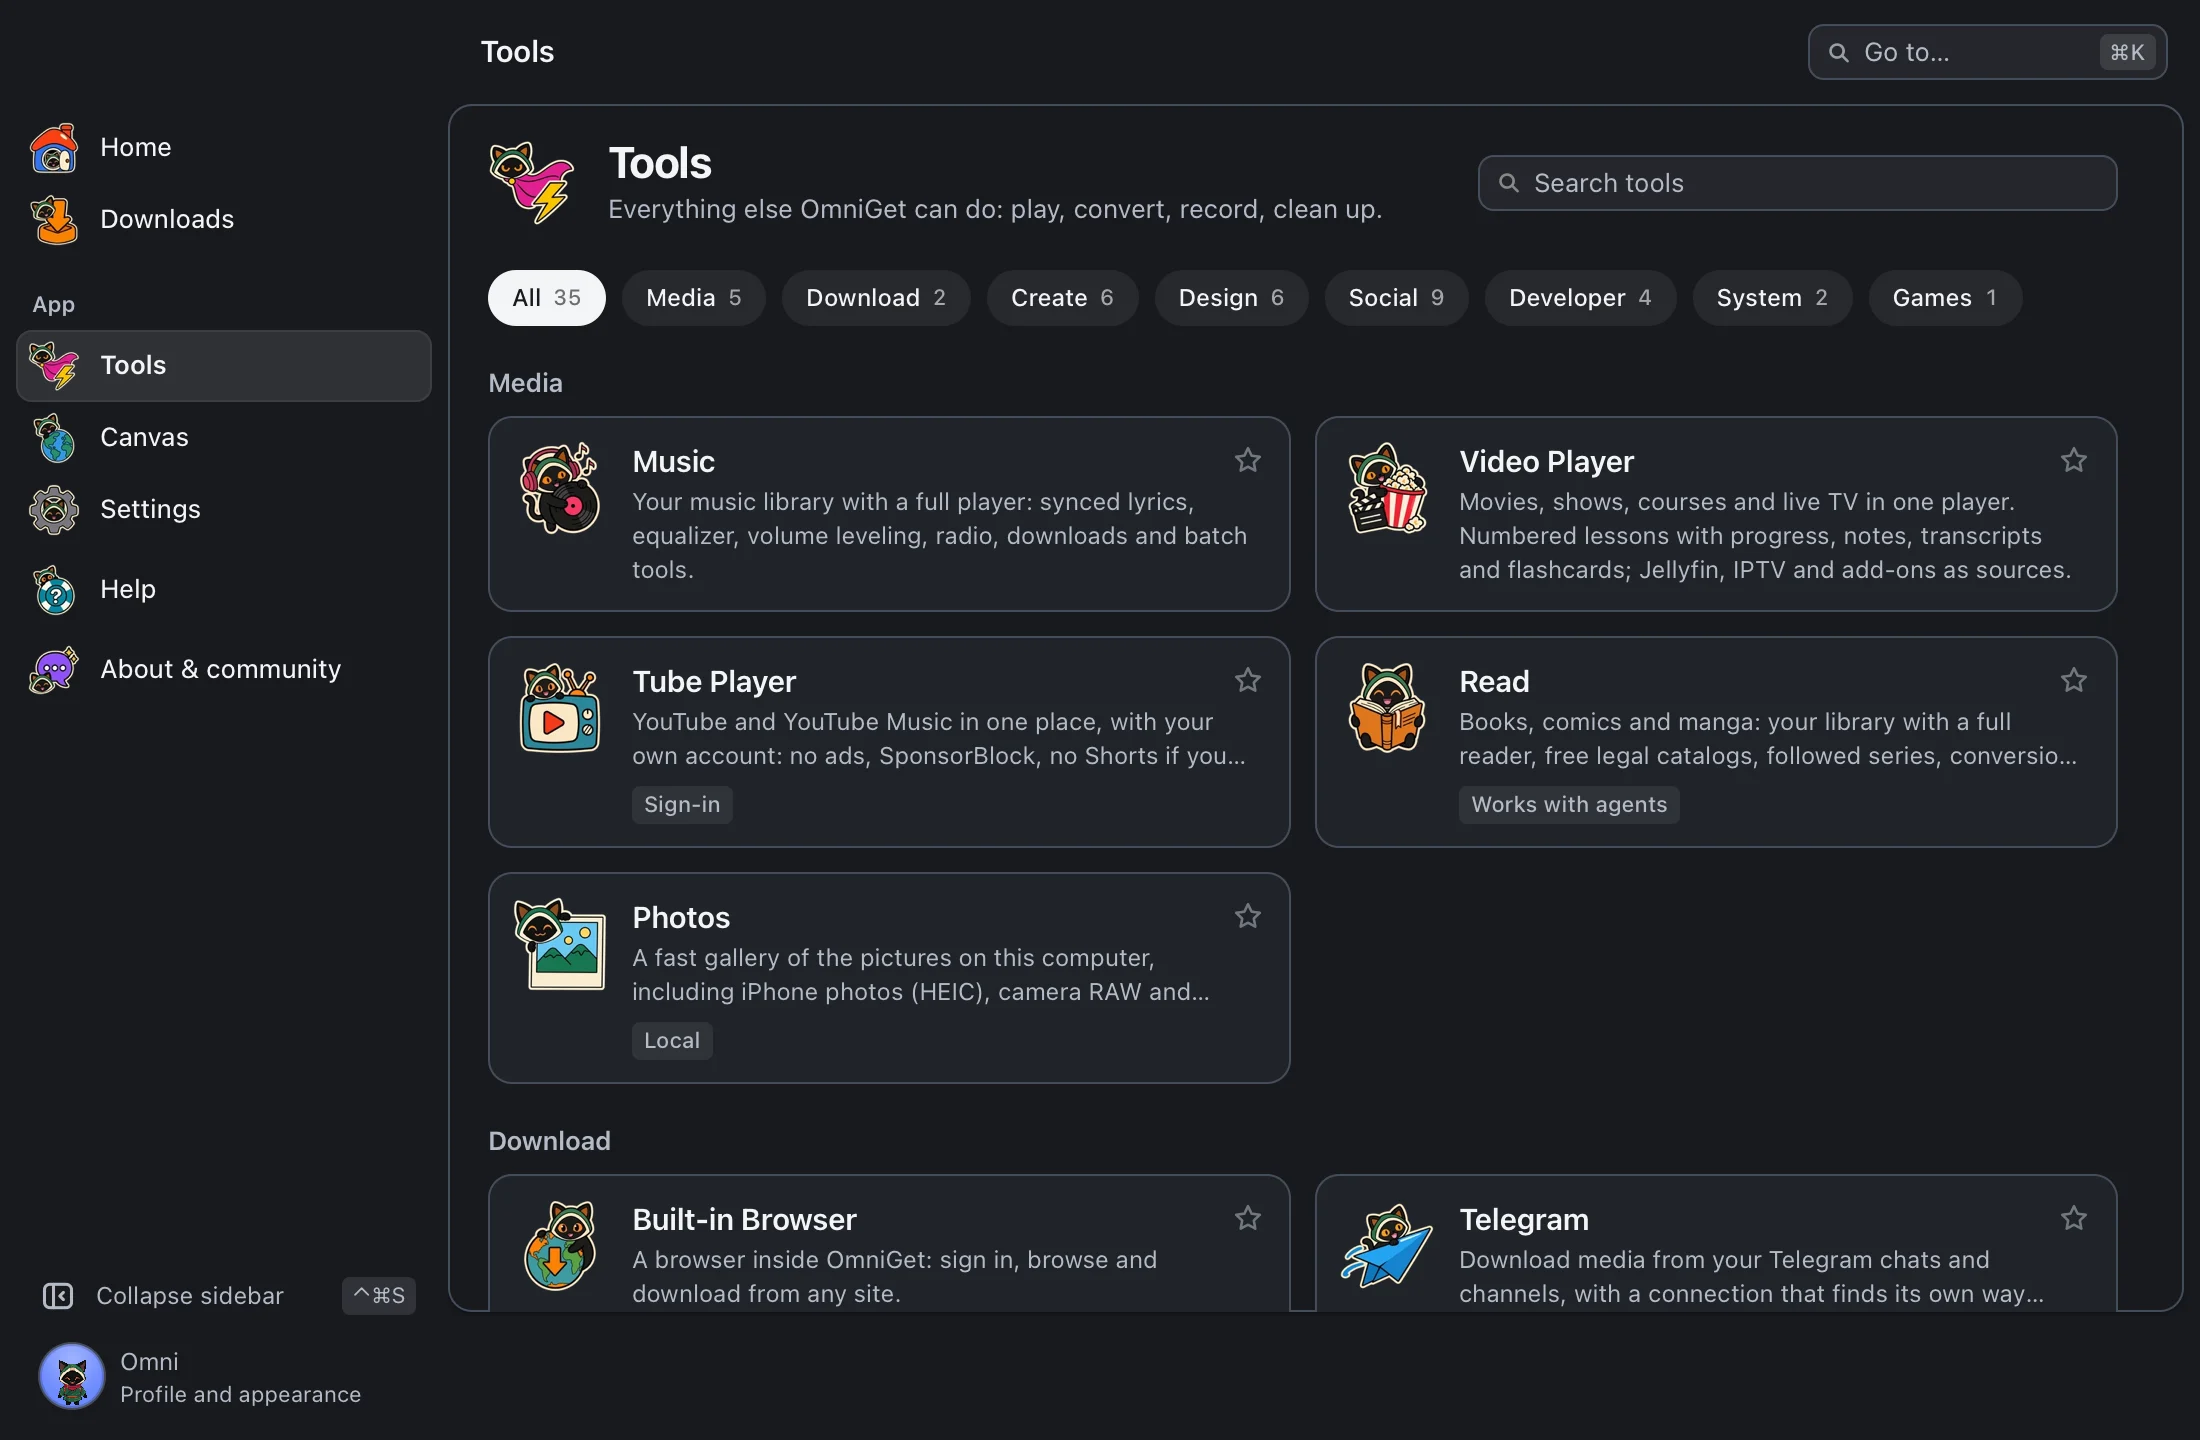 Tools
Go to...
⌘K
Home
Downloads
App
Tools
Canvas
Settings
Help
About & community
Collapse sidebar
^⌘S
Omni
Profile and appearance
Tools
Everything else OmniGet can do: play, convert, record, clean up.
Search tools
All 35
Media 5
Download 2
Create 6
Design 6
Social 9
Developer 4
System 2
Games 1
Media
Music
Your music library with a full player: synced lyrics,
equalizer, volume leveling, radio, downloads and batch
tools.
Video Player
Movies, shows, courses and live TV in one player.
Numbered lessons with progress, notes, transcripts
and flashcards; Jellyfin, IPTV and add-ons as sources.
Tube Player
YouTube and YouTube Music in one place, with your
own account: no ads, SponsorBlock, no Shorts if you...
Sign-in
Read
Books, comics and manga: your library with a full
reader, free legal catalogs, followed series, conversio...
Works with agents
Photos
A fast gallery of the pictures on this computer,
including iPhone photos (HEIC), camera RAW and...
Local
Download
Built-in Browser
A browser inside OmniGet: sign in, browse and
download from any site.
Telegram
Download media from your Telegram chats and
channels, with a connection that finds its own way...